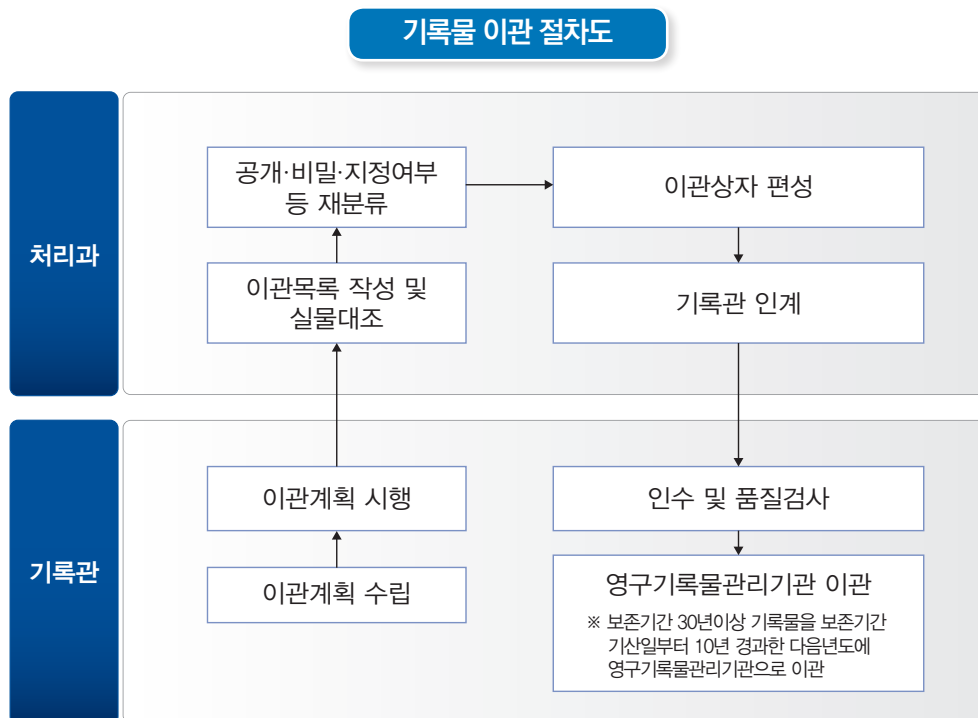 기록물 이관 절차도
처리과
공개·비밀·지정여부
등 재분류
이관상자 편성
이관목록 작성 및
실물대조
기록관 인계
기록관
이관계획 시행
인수 및 품질검사
이관계획 수립
영구기록물관리기관 이관
※ 보존기간 30년이상 기록물을 보존기간
기산일부터 10년 경과한 다음년도에
영구기록물관리기관으로 이관